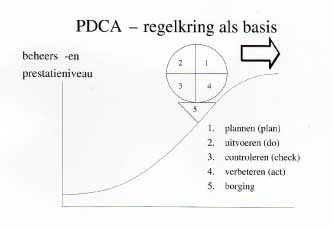 PDCA – regelkring als basis
beheers -en
prestatieniveau
2 1
3 4
5
1. plannen (plan)
2. uitvoeren (do)
3. controleren (check)
4. verbeteren (act)
5. borging